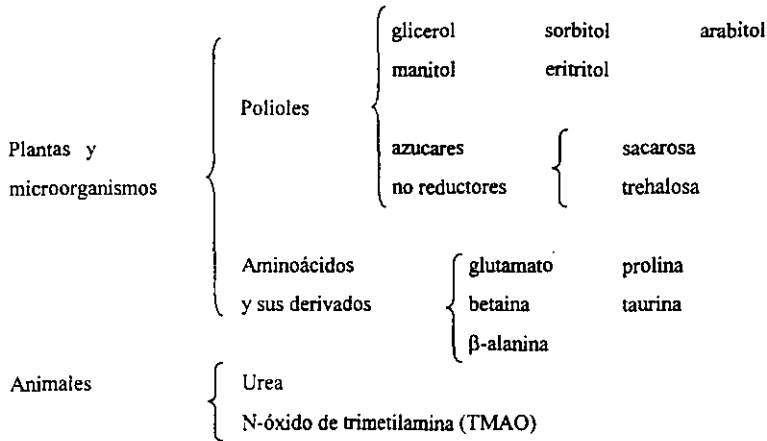 glicerol sorbitol arabitol
manitol eritritol
Polioles
Plantas y
microorganismos
azucares
no reductores
sacarosa
trehalosa
Aminoácidos
y sus derivados
glutamato prolina
betaina taurina
β-alanina
Animales
Urea
N-óxido de trimetilamina (TMAO)